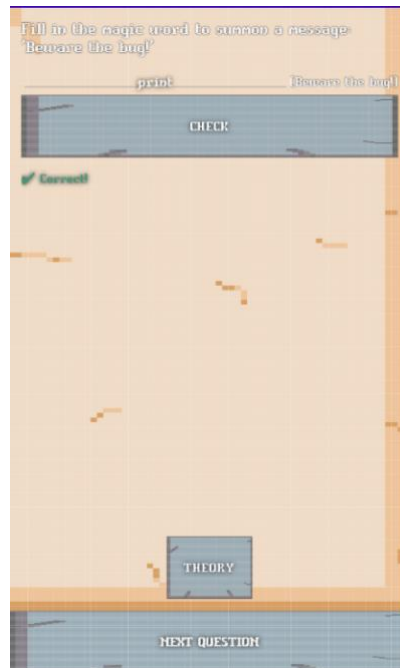 Fill in the magic word to summon a message:
'Beware the bug!'
print (Beware the bug!)
CHECK
✔ Correct!
THEORY
NEXT QUESTION